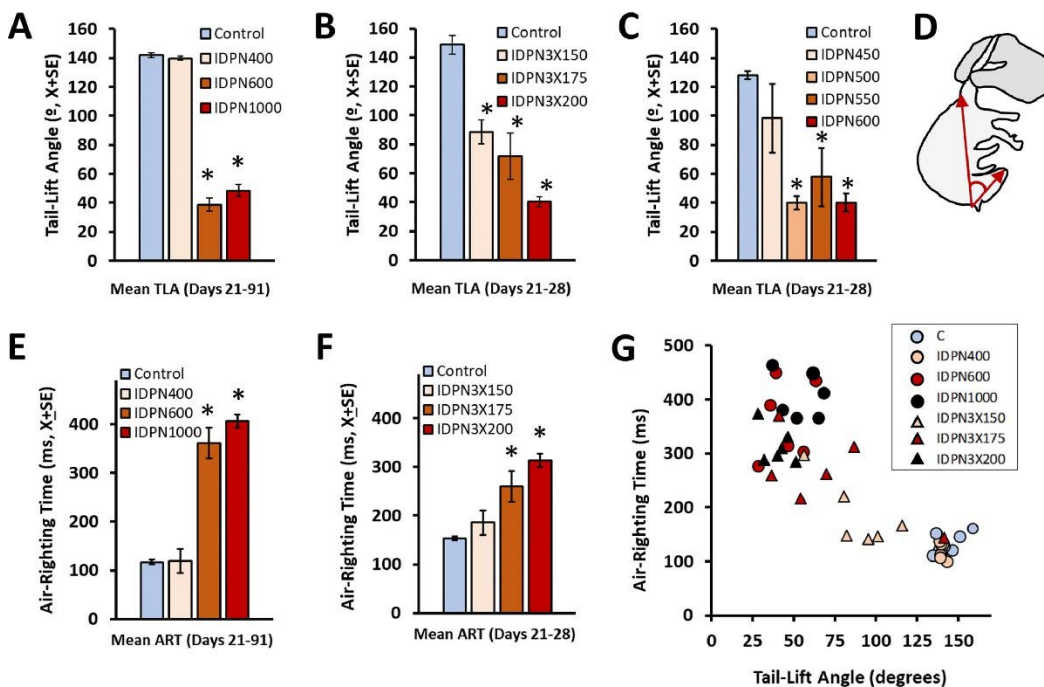 A
Tail-Lift Angle (º, X+SE)
160
140
120
100
80
60
40
20
0
Control
IDPN400
IDPN600
IDPN1000
*
*
Mean TLA (Days 21-91)
B
Tail-Lift Angle (º, X+SE)
160
140
120
100
80
60
40
20
0
Control
IDPN3X150
IDPN3X175
IDPN3X200
*
*
*
Mean TLA (Days 21-28)
C
Tail-Lift Angle (º, X+SE)
160
140
120
100
80
60
40
20
0
Control
IDPN450
IDPN500
IDPN550
IDPN600
*
*
*
Mean TLA (Days 21-28)
D
E
Air-Righting Time (ms, X+SE)
400
300
200
100
0
Control
IDPN400
IDPN600
IDPN1000
*
*
Mean ART (Days 21-91)
F
Air-Righting Time (ms, X+SE)
400
300
200
100
0
Control
IDPN3X150
IDPN3X175
IDPN3X200
*
*
Mean ART (Days 21-28)
G
Air-Righting Time (ms)
500
400
300
200
100
0
C
IDPN400
IDPN600
IDPN1000
IDPN3X150
IDPN3X175
IDPN3X200
0 25 50 75 100 125 150
Tail-Lift Angle (degrees)